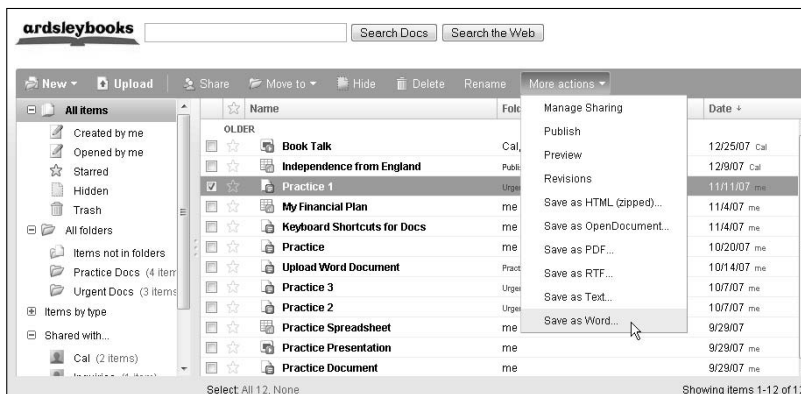 ardsleybooks
Search Docs Search the Web
New Upload Share Move to Hide Delete Rename More actions
All items
Created by me
Opened by me
Starred
Hidden
Trash
All folders
Items not in folders
Practice Docs (4 item
Urgent Docs (3 items
Items by type
Shared with...
Cal (2 items)
Name Fol Date
OLDER
Book Talk Cal, 12/25/07 Cal
Independence from England Publi 12/9/07 Cal
Practice 1 Urge 11/11/07 me
My Financial Plan me 11/4/07 me
Keyboard Shortcuts for Docs me 11/4/07 me
Practice me 10/20/07 me
Upload Word Document Pract 10/14/07 me
Practice 3 Urge 10/7/07 me
Practice 2 Urge 10/7/07 me
Practice Spreadsheet me 9/29/07
Practice Presentation me 9/29/07 me
Practice Document me 9/29/07 me
Manage Sharing
Publish
Preview
Revisions
Save as HTML (zipped)...
Save as OpenDocument...
Save as PDF...
Save as RTF...
Save as Text...
Save as Word...
Select: All 12, None Showing items 1-12 of 12